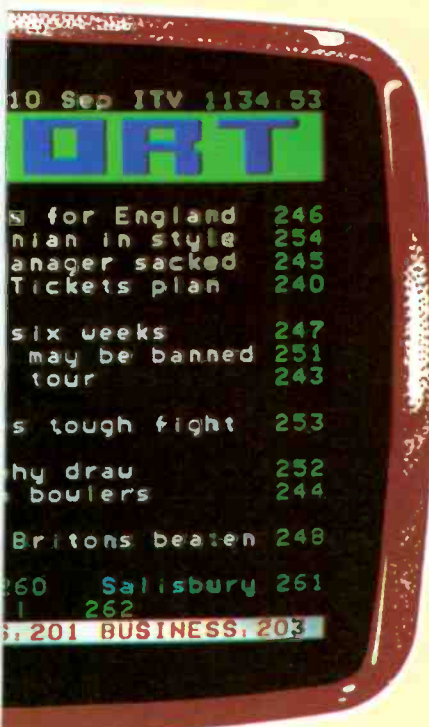 10 Sep ITV 1134:53
ORT
for England 246
nian in style 254
anager sacked 245
Tickets plan 240
six weeks 247
may be banned 251
tour 243
s tough fight 253
hy draw 252
bowlers 244
Britons beaten 248
260 Salisbury 261
262
: 201 BUSINESS: 203